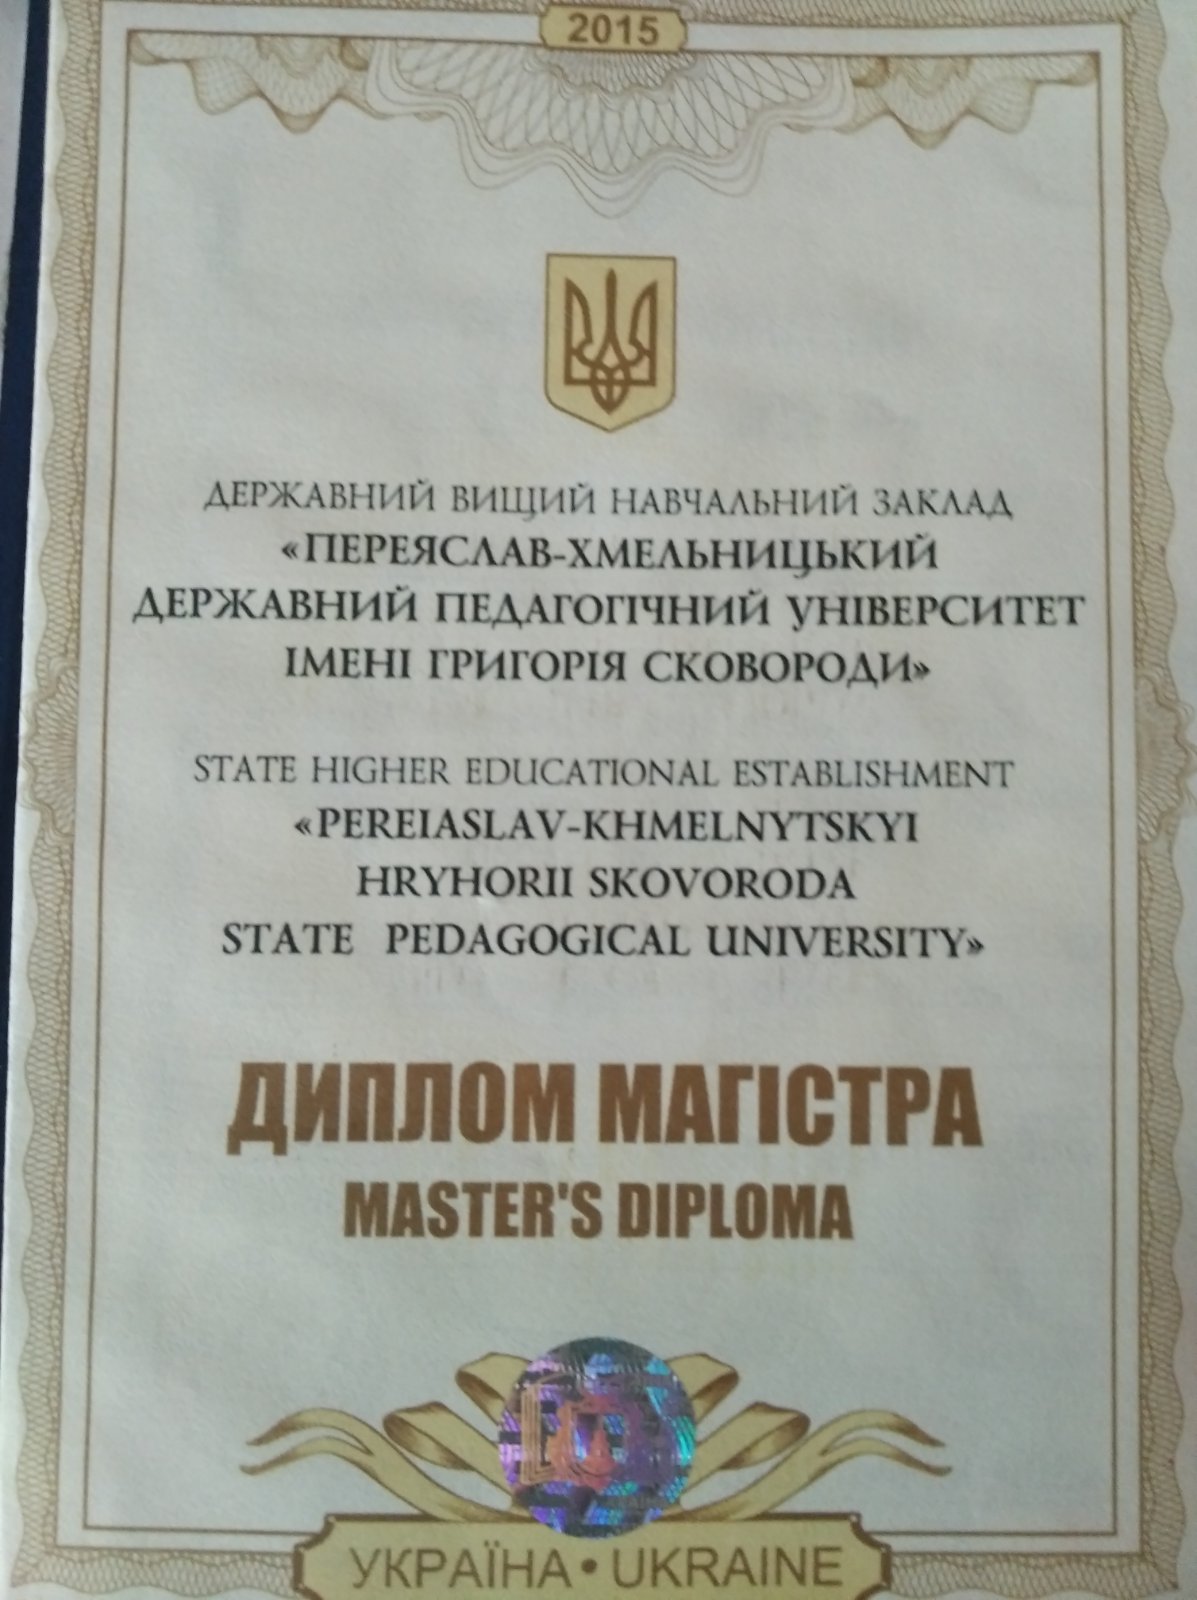 2015
ДЕРЖАВНИЙ ВИЩИЙ НАВЧАЛЬНИЙ ЗАКЛАД
«ПЕРЕЯСЛАВ-ХМЕЛЬНИЦЬКИЙ
ДЕРЖАВНИЙ ПЕДАГОГІЧНИЙ УНІВЕРСИТЕТ
ІМЕНІ ГРИГОРІЯ СКОВОРОДИ»
STATE HIGHER EDUCATIONAL ESTABLISHMENT
«PEREIASLAV-KHMELNYTSKYI
HRYHORII SKOVORODA
STATE PEDAGOGICAL UNIVERSITY»
ДИПЛОМ МАГІСТРА
MASTER'S DIPLOMA
УКРАЇНА • UKRAINE